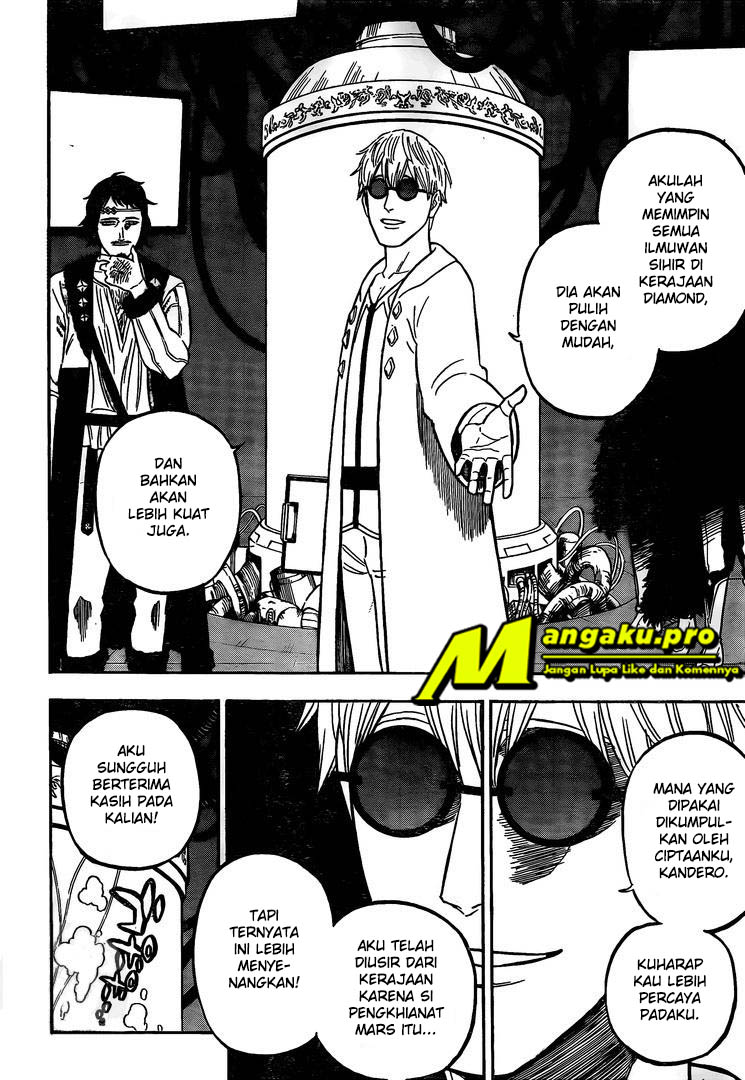 AKULAH
YANG
MEMIMPIN
SEMUA
ILMUWAN
SIHIR DI
KERAJAAN
DIAMOND,
DIA AKAN
PULIH
DENGAN
MUDAH,
DAN
BAHKAN
AKAN
LEBIH KUAT
JUGA.
Mangaku.pro
Jangan Lupa Like dan Komennya
MANA YANG
DIPAKAI
DIKUMPUL-
KAN OLEH
CIPTAANKU,
KANDERO.
KUHARAP
KAU LEBIH
PERCAYA
PADAKU.
AKU TELAH
DIUSIR DARI
KERAJAAN
KARENA SI
PENGKHIANAT
MARS ITU...
TAPI
TERNYATA
INI LEBIH
MENYE-
NANGKAN!
AKU
SUNGGUH
BERTERIMA
KASIH PADA
KALIAN!